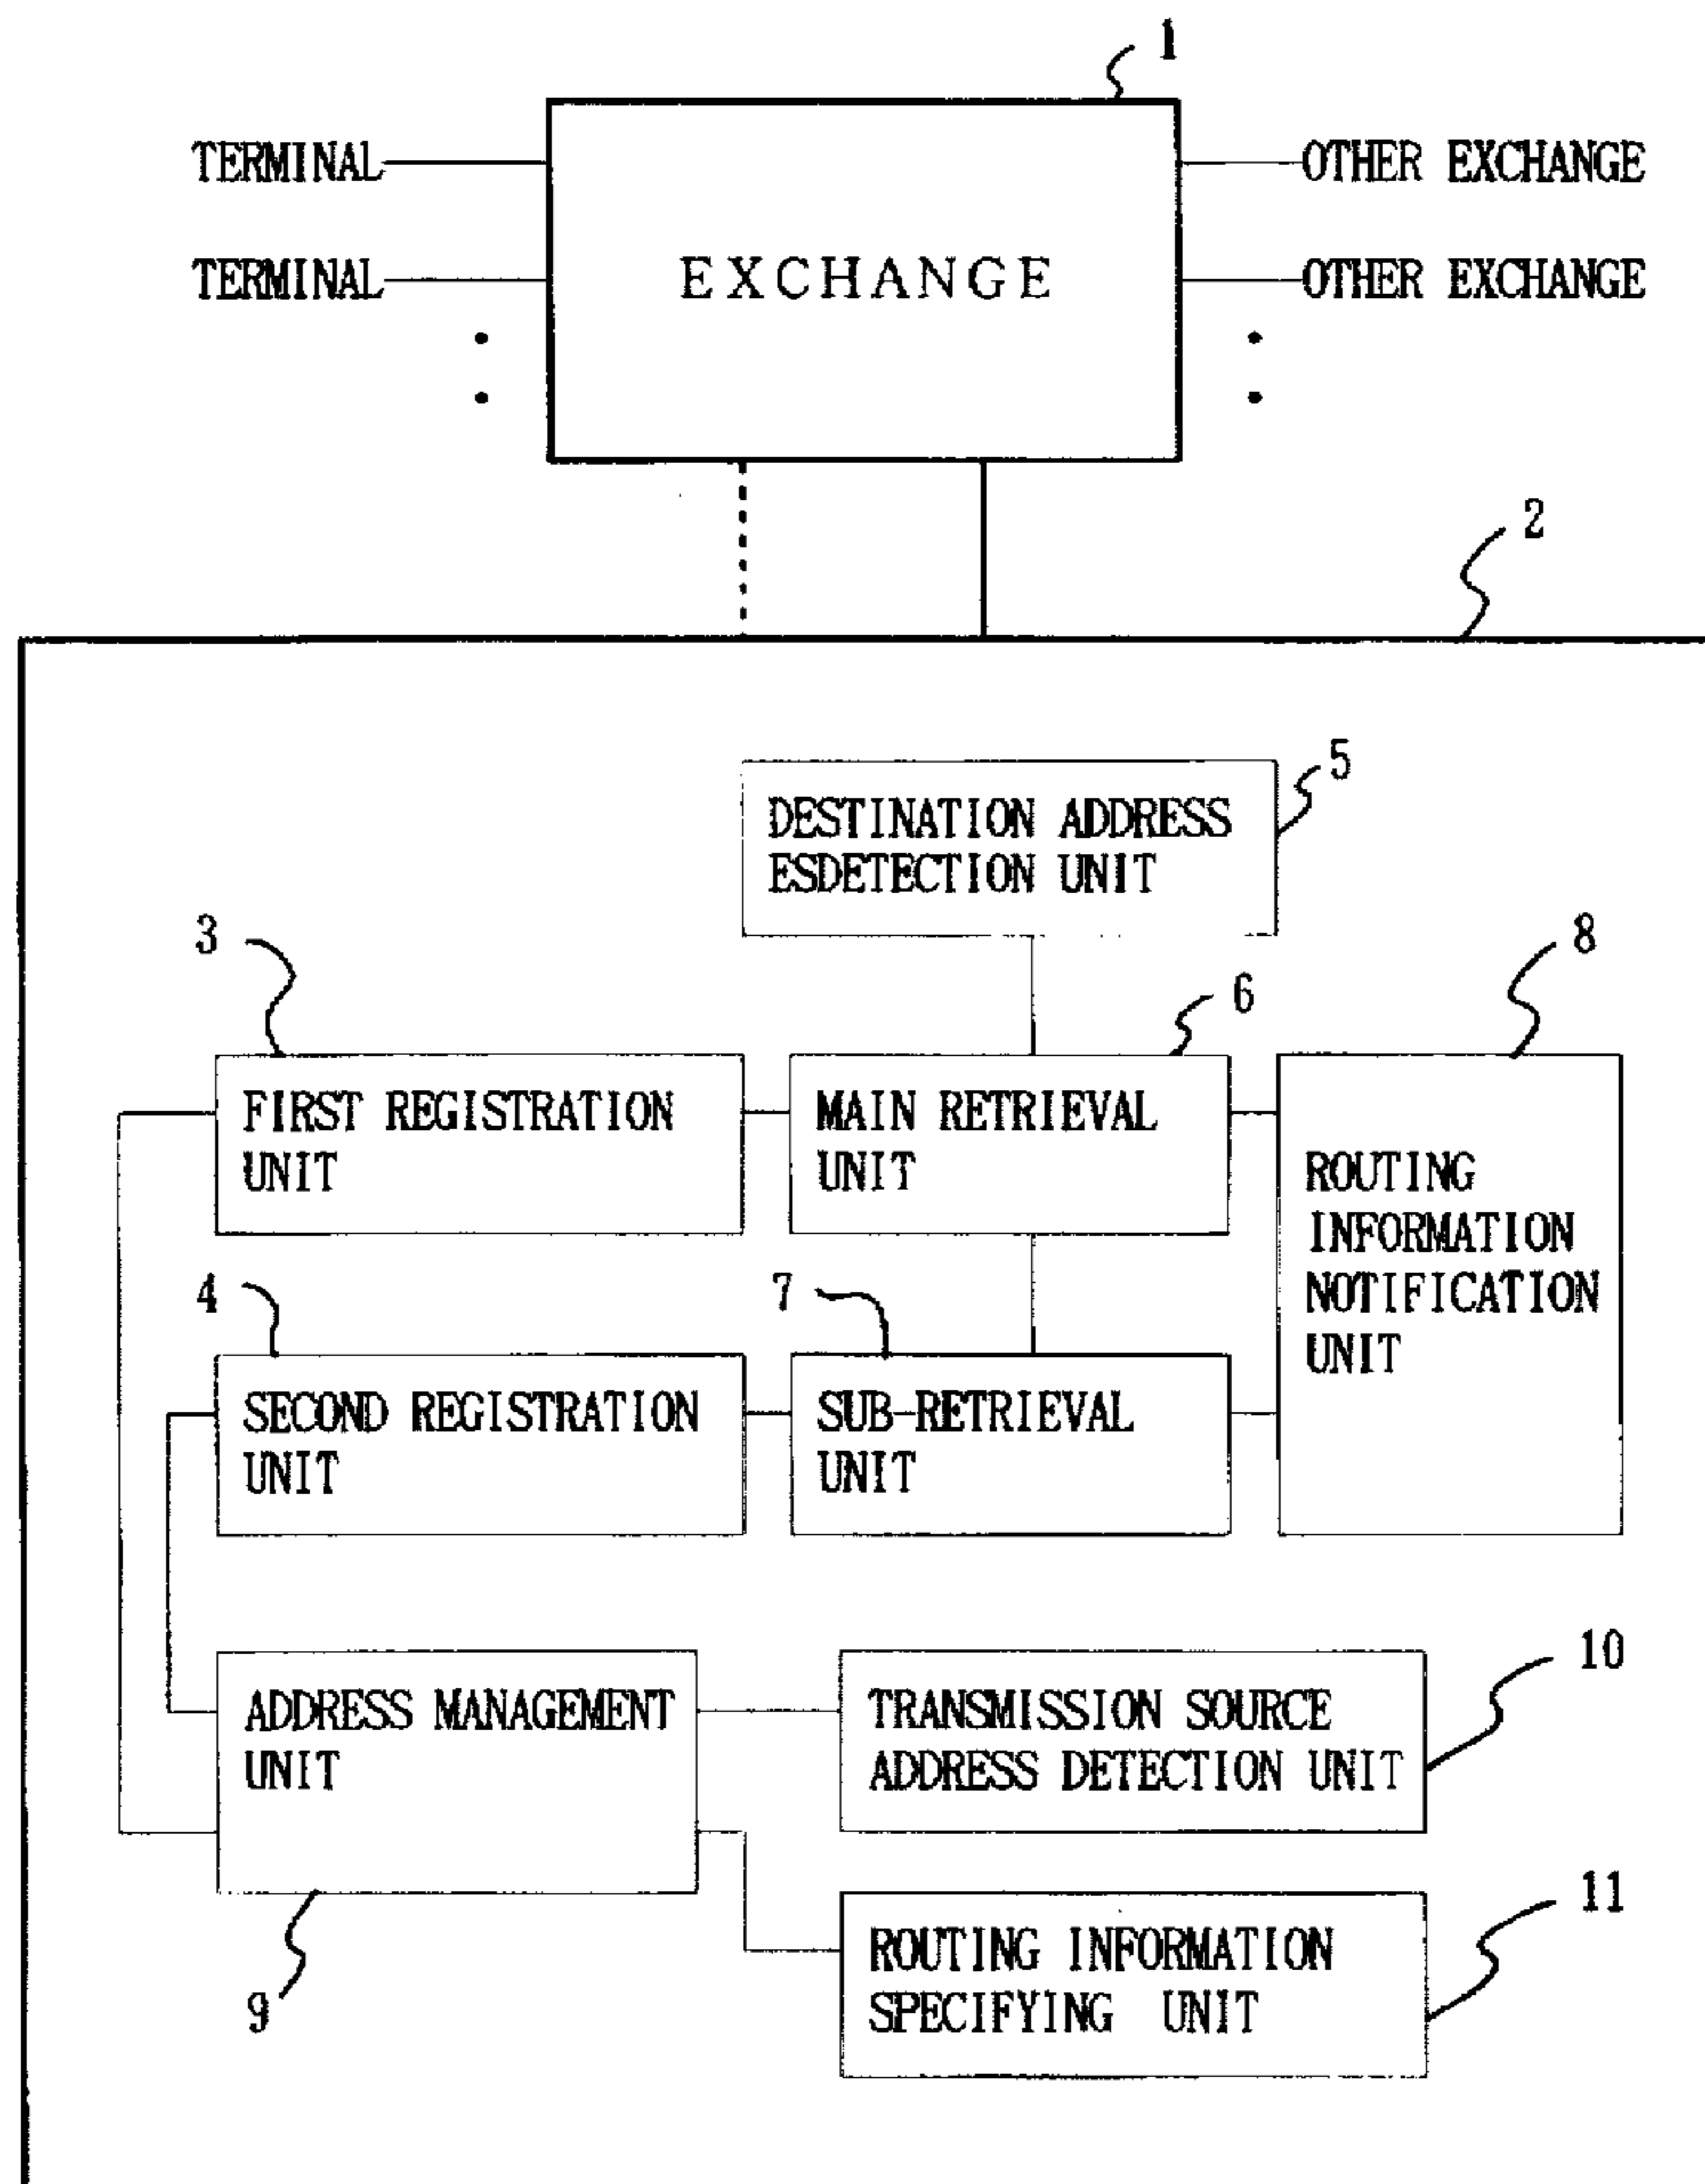 1
TERMINAL
OTHER EXCHANGE
EXCHANGE
TERMINAL
OTHER EXCHANGE
2
5
DESTINATION ADDRESS
ESDETECTION UNIT
3
6
8
FIRST REGISTRATION
UNIT
MAIN RETRIEVAL
UNIT
ROUTING
INFORMATION
NOTIFICATION
UNIT
4
7
SECOND REGISTRATION
UNIT
SUB-RETRIEVAL
UNIT
10
ADDRESS MANAGEMENT
UNIT
TRANSMISSION SOURCE
ADDRESS DETECTION UNIT
9
11
ROUTING INFORMATION
SPECIFYING UNIT